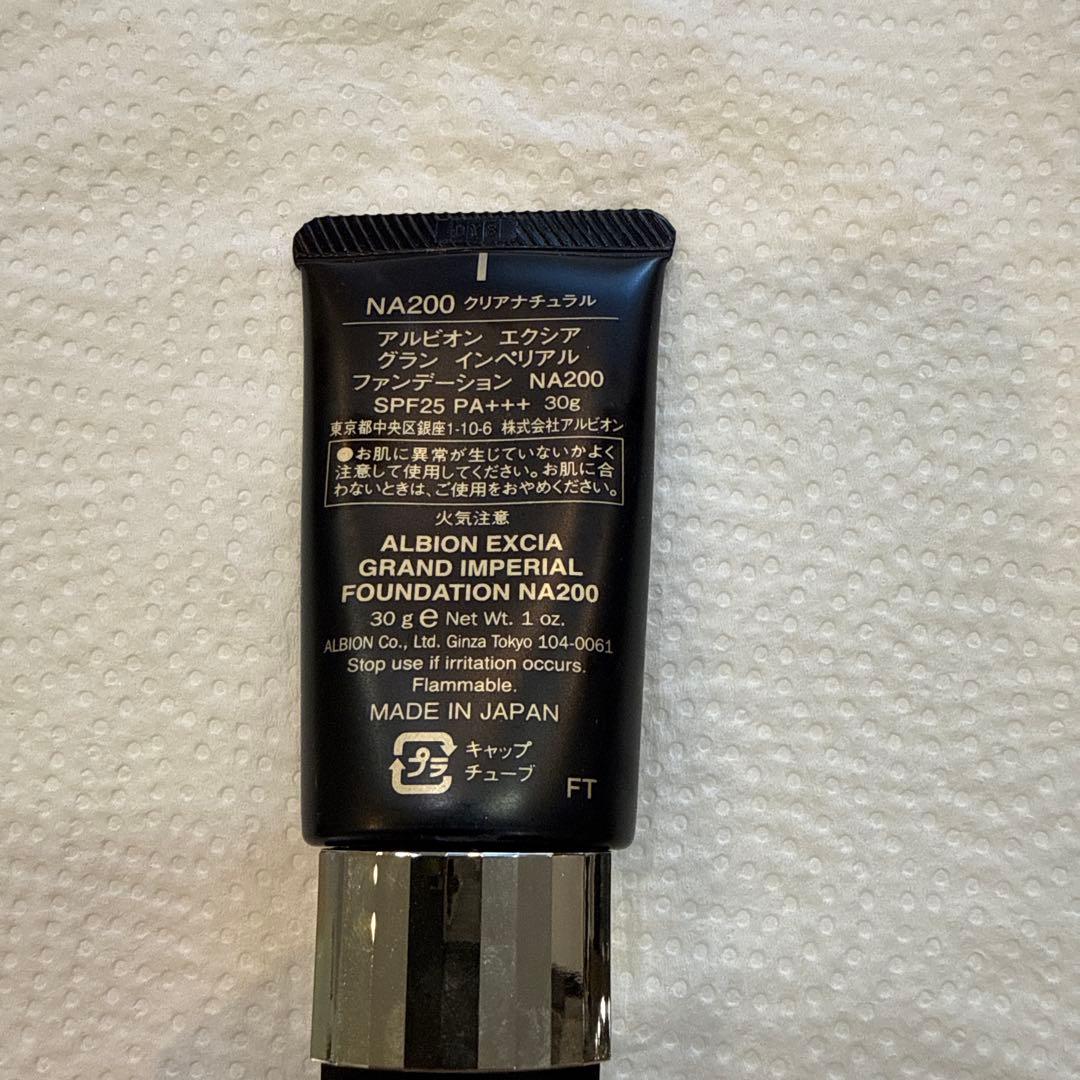 NA200 クリアナチュラル
アルビオン エクシア
グラン インペリアル
ファンデーション NA200
SPF25 PA+++ 30g
東京都中央区銀座1-10-6 株式会社アルビオン
●お肌に異常が生じていないかよく
注意して使用してください。お肌に合
わないときは、ご使用をおやめください。
火気注意
ALBION EXCIA
GRAND IMPERIAL
FOUNDATION NA200
30 g e Net Wt. 1 oz.
ALBION Co., Ltd. Ginza Tokyo 104-0061
Stop use if irritation occurs.
Flammable.
MADE IN JAPAN
プラ
キャップ
チューブ
FT